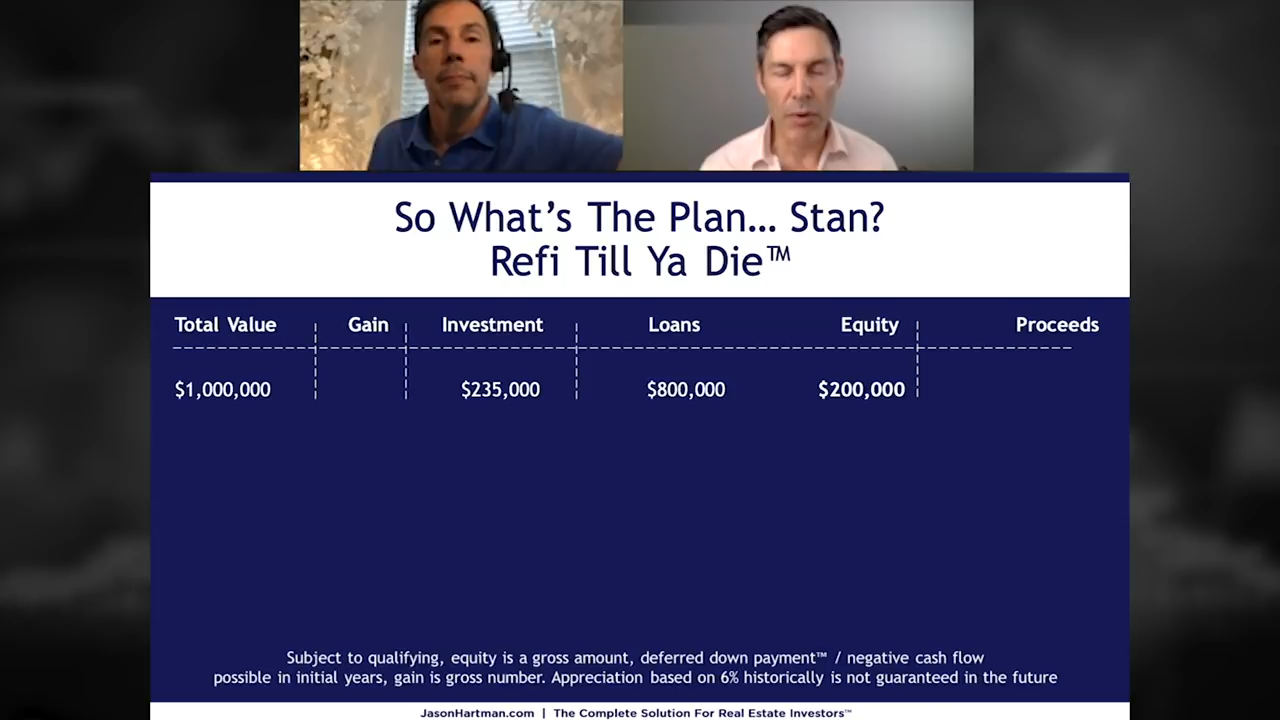 So What's The Plan... Stan?
Refi Till Ya Die™
Total Value Gain Investment Loans Equity Proceeds
$1,000,000 $235,000 $800,000 $200,000
Subject to qualifying, equity is a gross amount, deferred down payment™ / negative cash flow
possible in initial years, gain is gross number. Appreciation based on 6% historically is not guaranteed in the future
JasonHartman.com | The Complete Solution For Real Estate Investors™